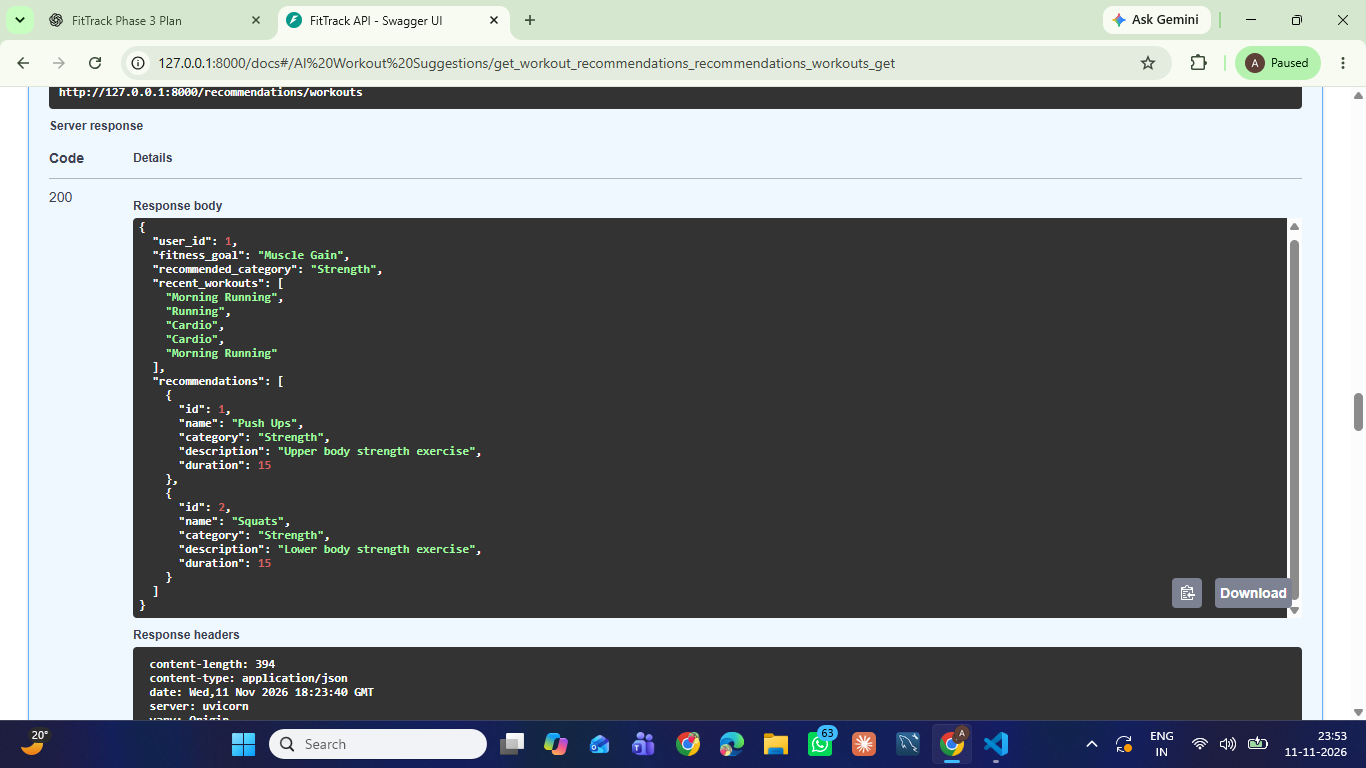 FitTrack Phase 3 Plan
FitTrack API - Swagger UI
Ask Gemini
127.0.0.1:8000/docs#/AI%20Workout%20Suggestions/get_workout_recommendations_recommendations_workouts_get
A
Paused
http://127.0.0.1:8000/recommendations/workouts
Server response
Code Details
200
Response body
{
  "user_id": 1,
  "fitness_goal": "Muscle Gain",
  "recommended_category": "Strength",
  "recent_workouts": [
    "Morning Running",
    "Running",
    "Cardio",
    "Cardio",
    "Morning Running"
  ],
  "recommendations": [
    {
      "id": 1,
      "name": "Push Ups",
      "category": "Strength",
      "description": "Upper body strength exercise",
      "duration": 15
    },
    {
      "id": 2,
      "name": "Squats",
      "category": "Strength",
      "description": "Lower body strength exercise",
      "duration": 15
    }
  ]
}
Download
Response headers
content-length: 394
content-type: application/json
date: Wed,11 Nov 2026 18:23:40 GMT
server: uvicorn
vary: Origin
20°
Search
63
A
ENG
IN
23:53
11-11-2026